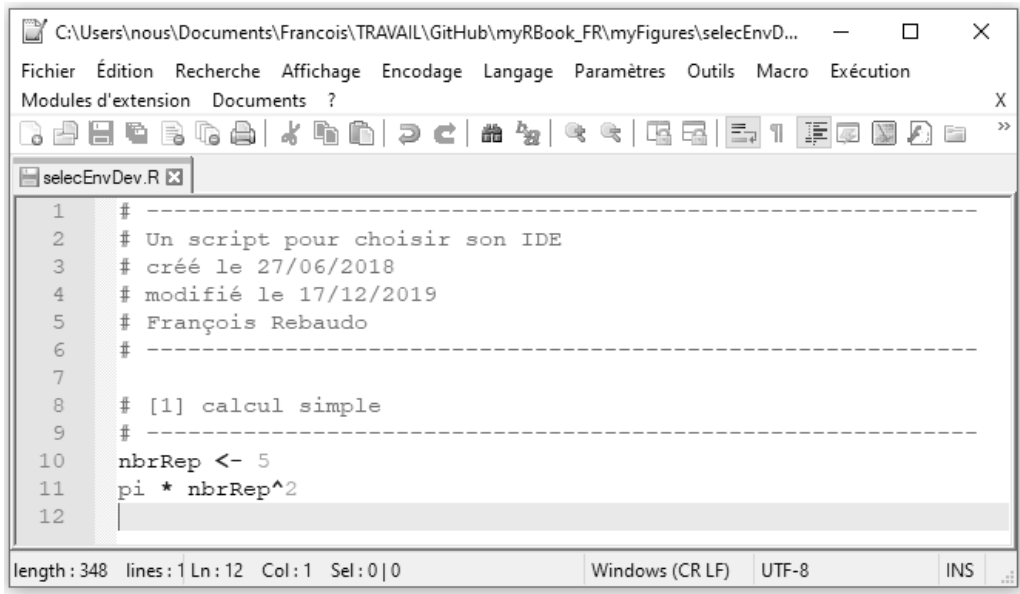 C:\Users\nous\Documents\Francois\TRAVAIL\GitHub\myRBook_FR\myFigures\selecEnvD...
Fichier Édition Recherche Affichage Encodage Langage Paramètres Outils Macro Exécution
Modules d'extension Documents ? X
selecEnvDev.R
1 # ------------------------------------------------------------
2 # Un script pour choisir son IDE
3 # créé le 27/06/2018
4 # modifié le 17/12/2019
5 # François Rebaudo
6 # ------------------------------------------------------------
7
8 # [1] calcul simple
9 # ------------------------------------------------------------
10 nbrRep <- 5
11 pi * nbrRep^2
12
length : 348 lines : 1 Ln : 12 Col : 1 Sel : 0 | 0 Windows (CR LF) UTF-8 INS